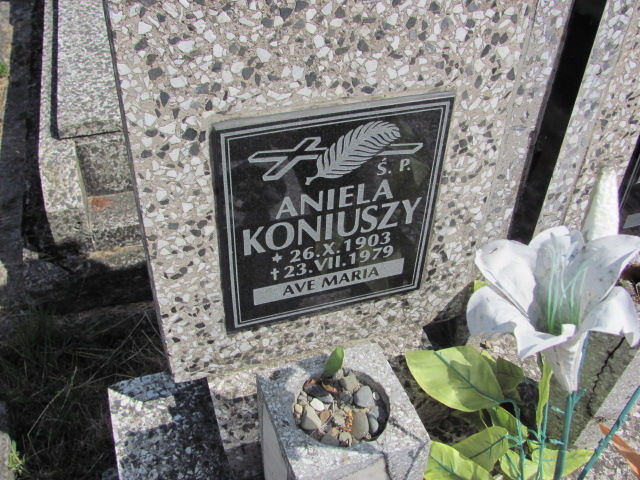 Ś. P.
ANIELA
KONIUSZY
* 26.X.1903
† 23.VII.1979
AVE MARIA